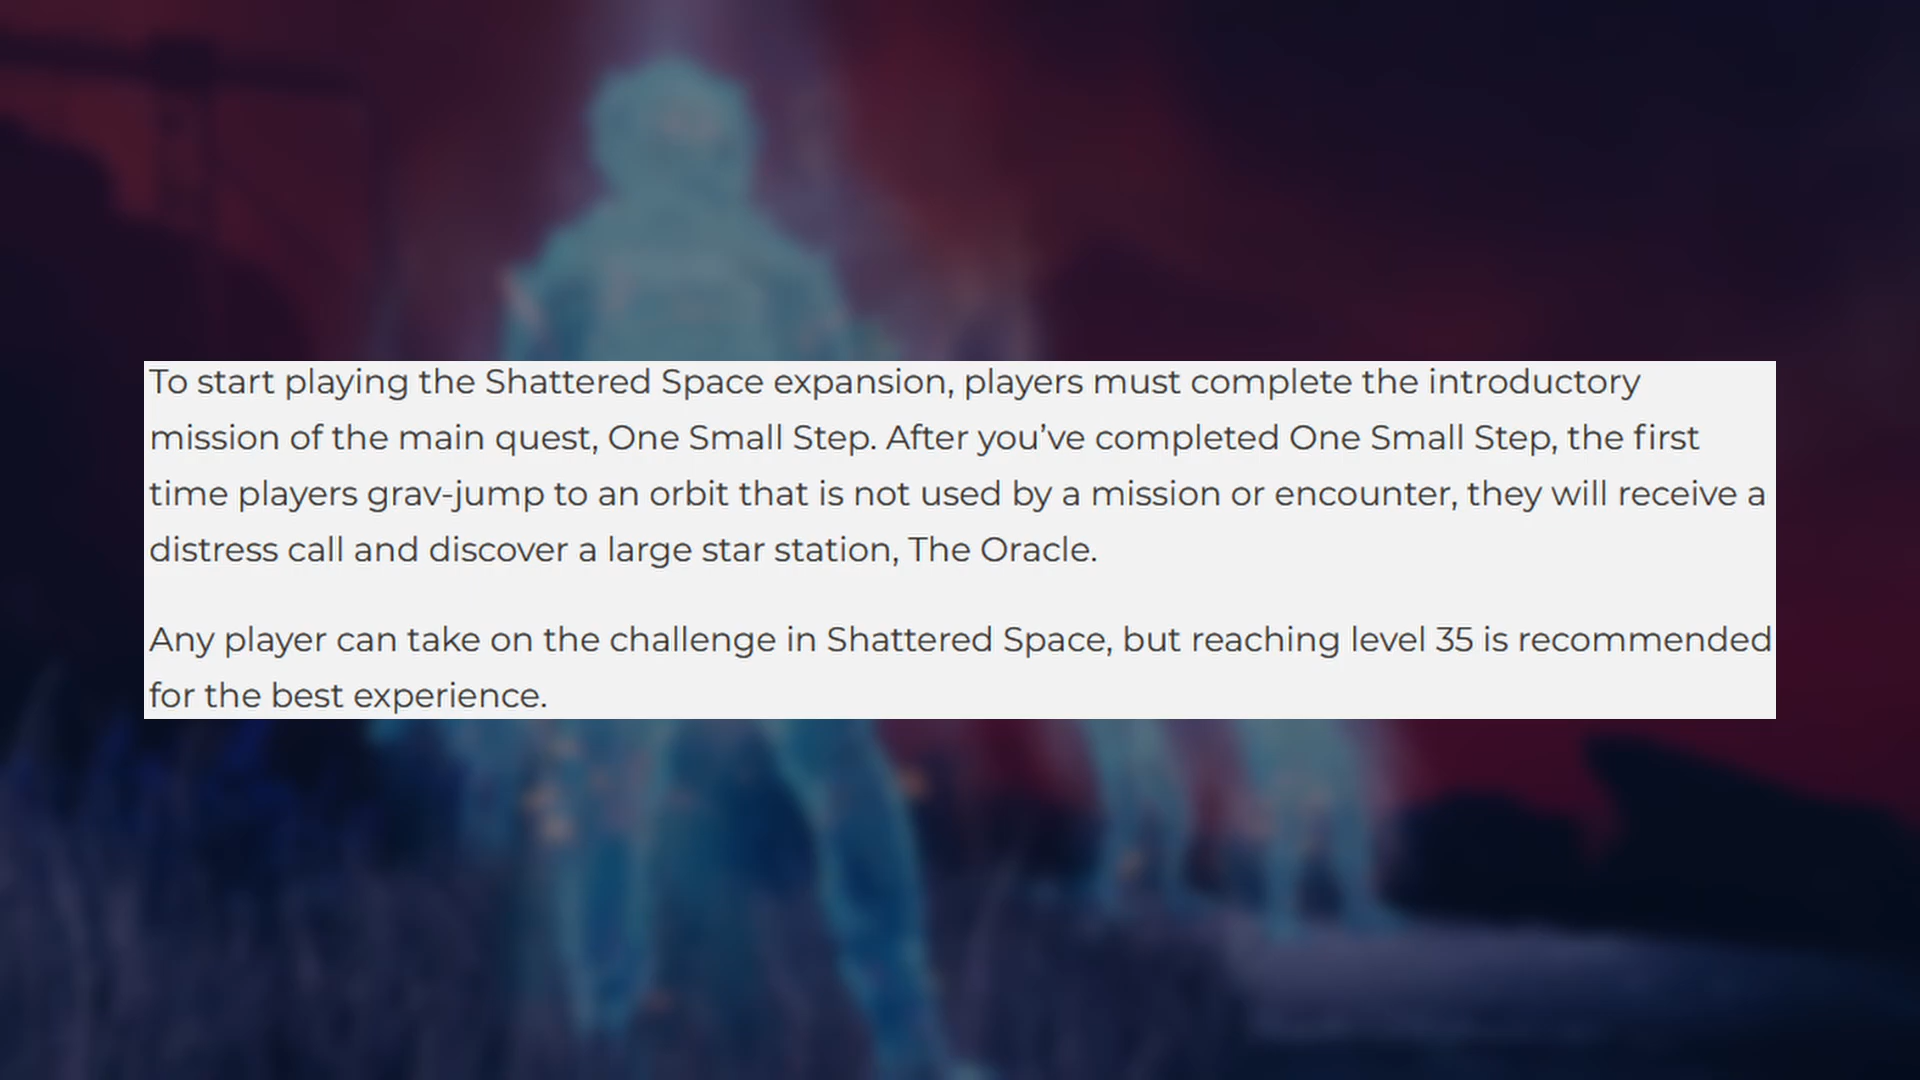 To start playing the Shattered Space expansion, players must complete the introductory
mission of the main quest, One Small Step. After you’ve completed One Small Step, the first
time players grav-jump to an orbit that is not used by a mission or encounter, they will receive a
distress call and discover a large star station, The Oracle.
Any player can take on the challenge in Shattered Space, but reaching level 35 is recommended
for the best experience.